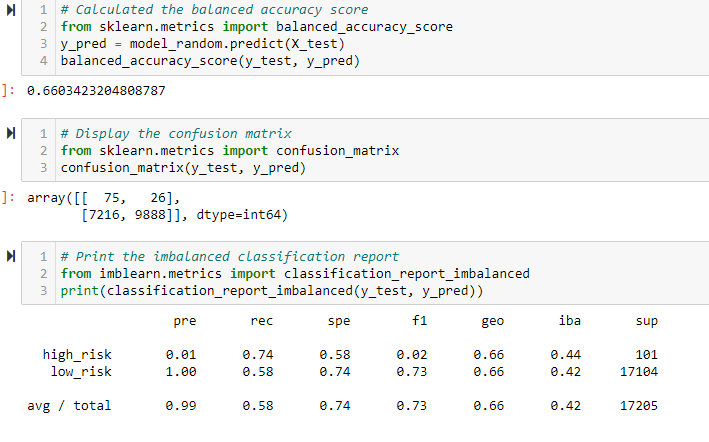 1 # Calculated the balanced accuracy score
2 from sklearn.metrics import balanced_accuracy_score
3 y_pred = model_random.predict(X_test)
4 balanced_accuracy_score(y_test, y_pred)
]: 0.6603423204808787
1 # Display the confusion matrix
2 from sklearn.metrics import confusion_matrix
3 confusion_matrix(y_test, y_pred)
]: array([[  75,   26],
       [7216, 9888]], dtype=int64)
1 # Print the imbalanced classification report
2 from imblearn.metrics import classification_report_imbalanced
3 print(classification_report_imbalanced(y_test, y_pred))
pre rec spe f1 geo iba sup
high_risk 0.01 0.74 0.58 0.02 0.66 0.44 101
low_risk 1.00 0.58 0.74 0.73 0.66 0.42 17104
avg / total 0.99 0.58 0.74 0.73 0.66 0.42 17205